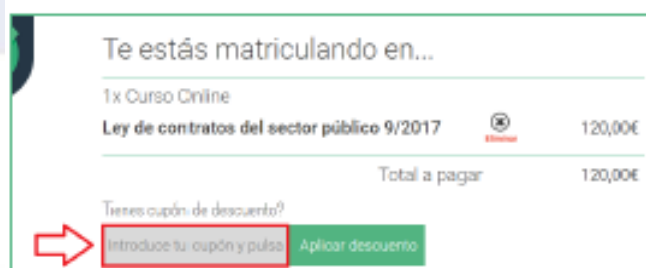 Te estás matriculando en...
1x Curso Online
Ley de contratos del sector público 9/2017 Eliminar 120,00€
Total a pagar 120,00€
Tienes cupón de descuento?
Introduce tu cupón y pulsa Aplicar descuento